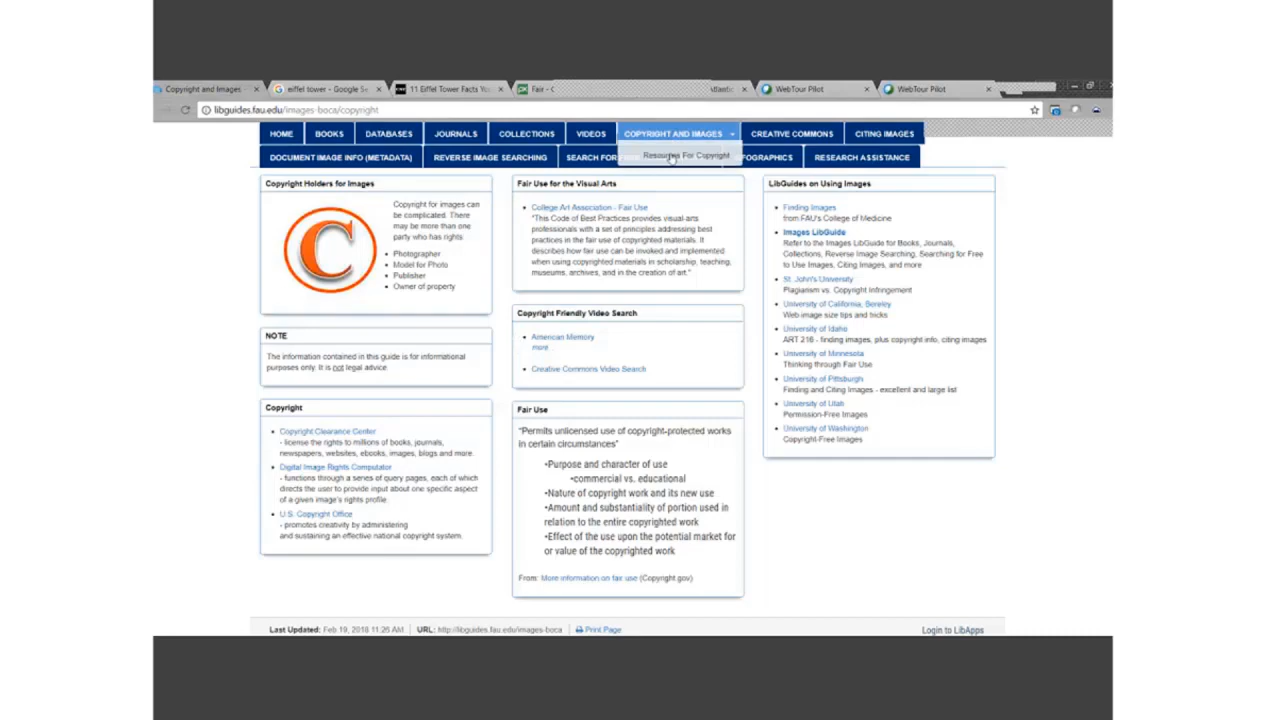 Copyright and Images
eiffel tower - Google Se
11 Eiffel Tower Facts You
Fair -
WebTour Pilot
WebTour Pilot
libguides.fau.edu/images-boca/copyright
HOME
BOOKS
DATABASES
JOURNALS
COLLECTIONS
VIDEOS
COPYRIGHT AND IMAGES
CREATIVE COMMONS
CITING IMAGES
DOCUMENT IMAGE INFO (METADATA)
REVERSE IMAGE SEARCHING
SEARCH FOR
Resources For Copyright
RESEARCH ASSISTANCE
Copyright Holders for Images
C
Copyright for images can
be complicated. There
may be more than one
party who has rights:
• Photographer
• Model for Photo
• Publisher
• Owner of property
NOTE
The information contained in this guide is for informational
purposes only. It is not legal advice.
Copyright
• Copyright Clearance Center
- license the rights to millions of books, journals,
newspapers, websites, ebooks, images, blogs and more.
• Digital Image Rights Computator
- functions through a series of query pages, each of which
directs the user to provide input about one specific aspect
of a given image's rights profile
• U.S. Copyright Office
- promotes creativity by administering
and sustaining an effective national copyright system.
Fair Use for the Visual Arts
• College Art Association - Fair Use
"This Code of Best Practices provides visual-arts
professionals with a set of principles addressing best
practices in the fair use of copyrighted materials. It
describes how fair use can be invoked and implemented
when using copyrighted materials in scholarship, teaching,
museums, archives, and in the creation of art."
Copyright Friendly Video Search
• American Memory
more...
• Creative Commons Video Search
Fair Use
"Permits unlicensed use of copyright-protected works
in certain circumstances"
•Purpose and character of use
•commercial vs. educational
•Nature of copyright work and its new use
•Amount and substantiality of portion used in
relation to the entire copyrighted work
•Effect of the use upon the potential market for
or value of the copyrighted work
From: More information on fair use (Copyright.gov)
LibGuides on Using Images
• Finding Images
from FAU's College of Medicine
• Images LibGuide
Refer to the Images LibGuide for Books, Journals,
Collections, Reverse Image Searching, Searching for Free
to Use Images, Citing Images, and more
• St. John's University
Plagiarism vs. Copyright Infringement
• University of California, Bereley
Web image size tips and tricks
• University of Idaho
ART 216 - finding images, plus copyright info, citing images
• University of Minnesota
Thinking through Fair Use
• University of Pittsburgh
Finding and Citing Images - excellent and large list
• University of Utah
Permission-Free Images
• University of Washington
Copyright-Free Images
Last Updated: Feb 19, 2018 11:25 AM
URL: http://libguides.fau.edu/images-boca
Print Page
Login to LibApps